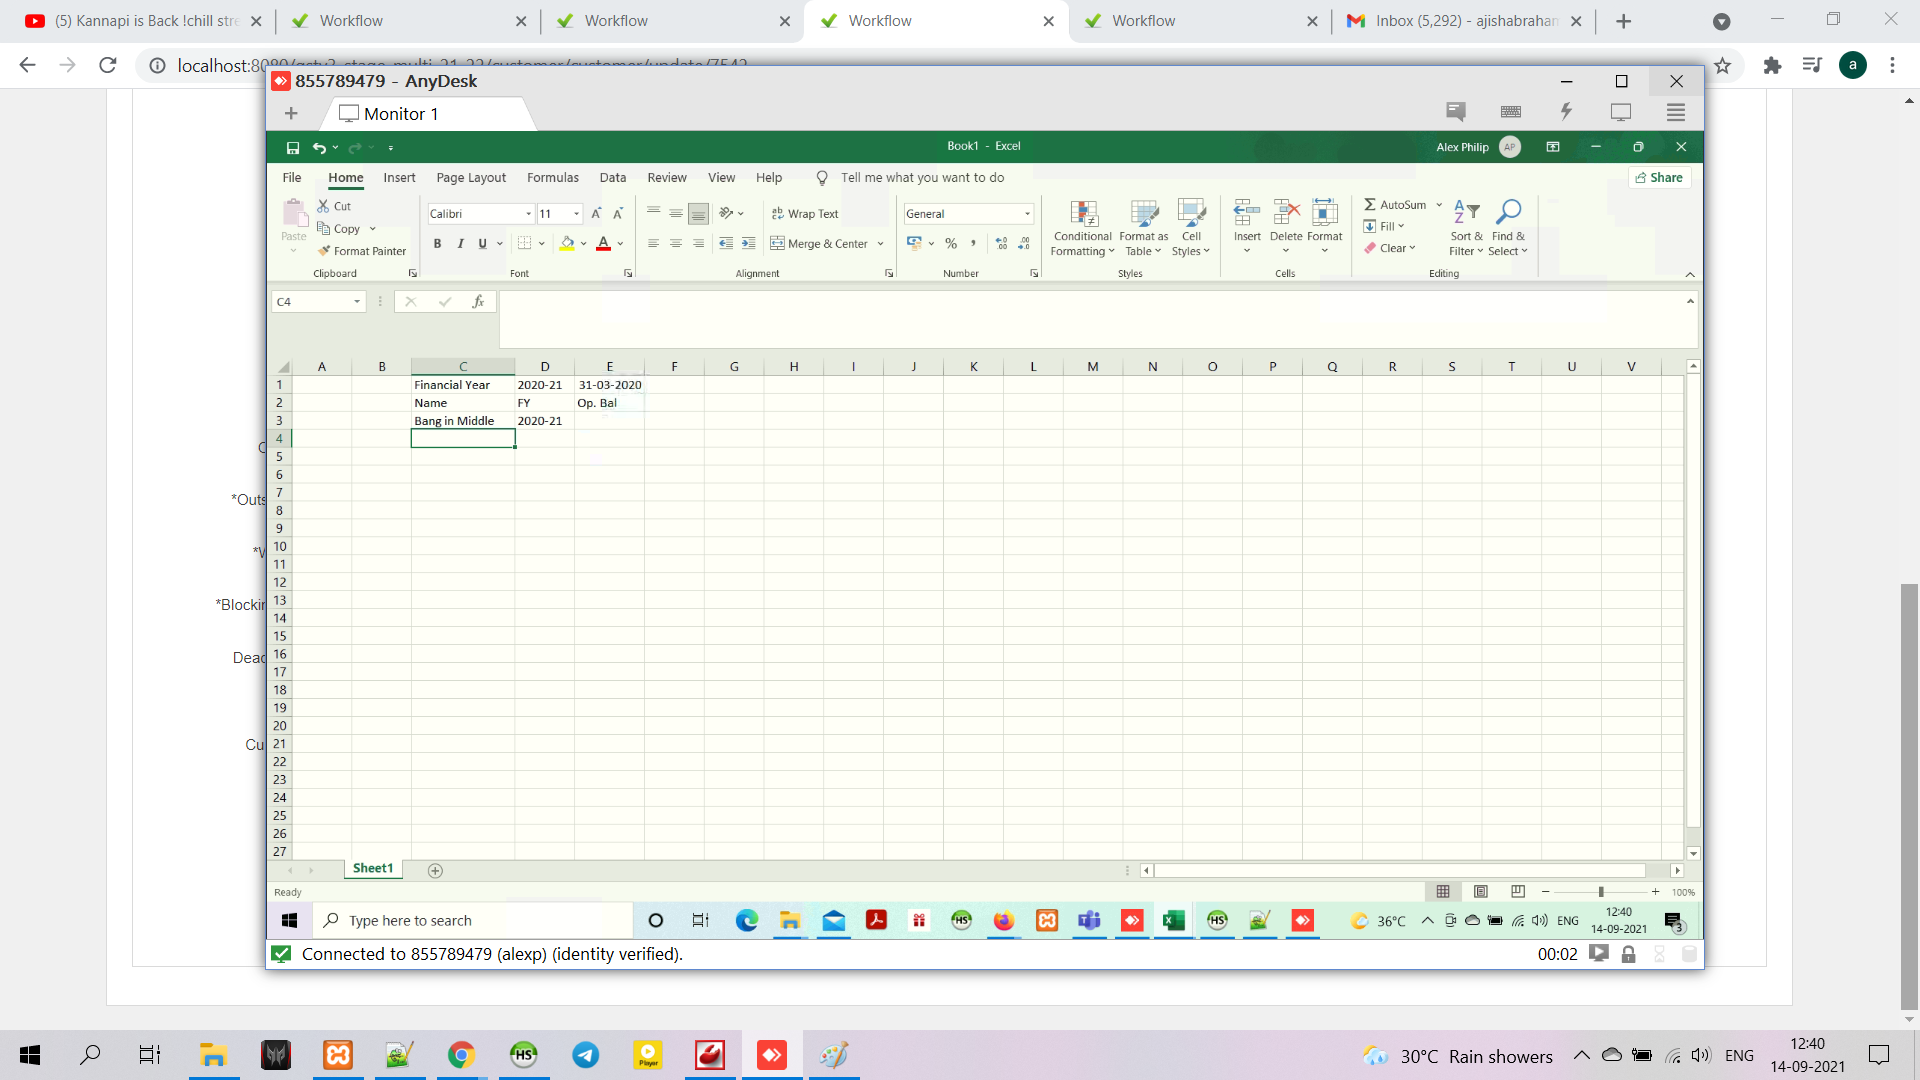 (5) Kannapi is Back !chill stre
Workflow
Workflow
Workflow
Workflow
Inbox (5,292) - ajishabrahan
855789479 - AnyDesk
Monitor 1
Book1 - Excel
Alex Philip AP
File Home Insert Page Layout Formulas Data Review View Help Tell me what you want to do Share
Paste
Cut
Copy
Format Painter
Clipboard
Calibri 11
B I U
Font
Wrap Text
Merge & Center
Alignment
General
Number
Conditional Formatting
Format as Table
Cell Styles
Styles
Insert Delete Format
Cells
AutoSum
Fill
Clear
Sort & Filter
Find & Select
Editing
C4 fx
A B C D E F G H I J K L M N O P Q R S T U V
1 Financial Year 2020-21 31-03-2020
2 Name FY Op. Bal
3 Bang in Middle 2020-21
4
5
6
7
8
9
10
11
12
13
14
15
16
17
18
19
20
21
22
23
24
25
26
27
*Outs
*Blockin
Dead
Cu
Sheet1
Ready
100%
Type here to search
36°C ENG 12:40
14-09-2021
3
Connected to 855789479 (alexp) (identity verified).
00:02
30°C Rain showers ENG 12:40
14-09-2021